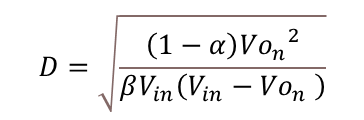 D = √((1 − α)Vo_n² / βV_in(V_in − Vo_n ))